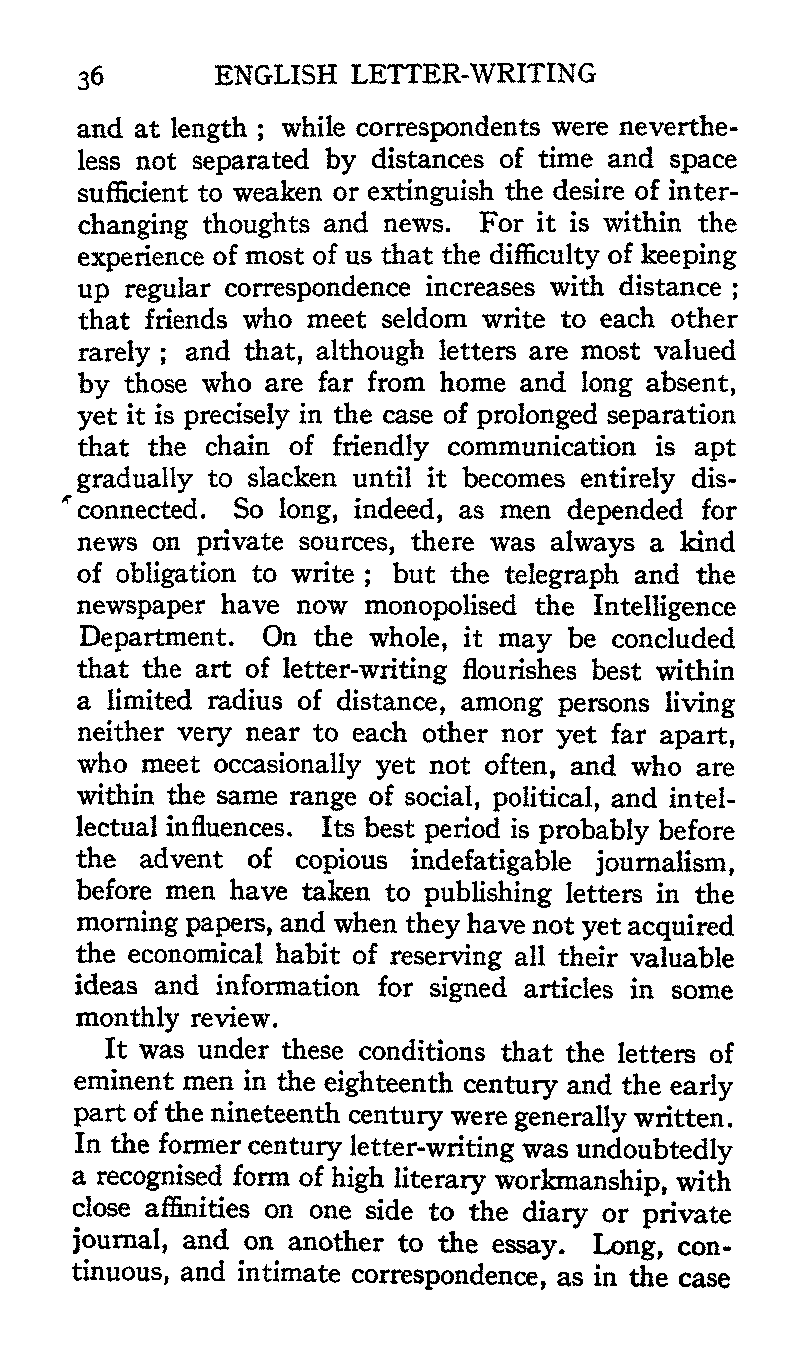 36 ENGLISH LETTER-WRITING
and at length ; while correspondents were neverthe-
less not separated by distances of time and space
sufficient to weaken or extinguish the desire of inter-
changing thoughts and news. For it is within the
experience of most of us that the difficulty of keeping
up regular correspondence increases with distance ;
that friends who meet seldom write to each other
rarely ; and that, although letters are most valued
by those who are far from home and long absent,
yet it is precisely in the case of prolonged separation
that the chain of friendly communication is apt
gradually to slacken until it becomes entirely dis-
connected. So long, indeed, as men depended for
news on private sources, there was always a kind
of obligation to write ; but the telegraph and the
newspaper have now monopolised the Intelligence
Department. On the whole, it may be concluded
that the art of letter-writing flourishes best within
a limited radius of distance, among persons living
neither very near to each other nor yet far apart,
who meet occasionally yet not often, and who are
within the same range of social, political, and intel-
lectual influences. Its best period is probably before
the advent of copious indefatigable journalism,
before men have taken to publishing letters in the
morning papers, and when they have not yet acquired
the economical habit of reserving all their valuable
ideas and information for signed articles in some
monthly review.
It was under these conditions that the letters of
eminent men in the eighteenth century and the early
part of the nineteenth century were generally written.
In the former century letter-writing was undoubtedly
a recognised form of high literary workmanship, with
close affinities on one side to the diary or private
journal, and on another to the essay. Long, con-
tinuous, and intimate correspondence, as in the case